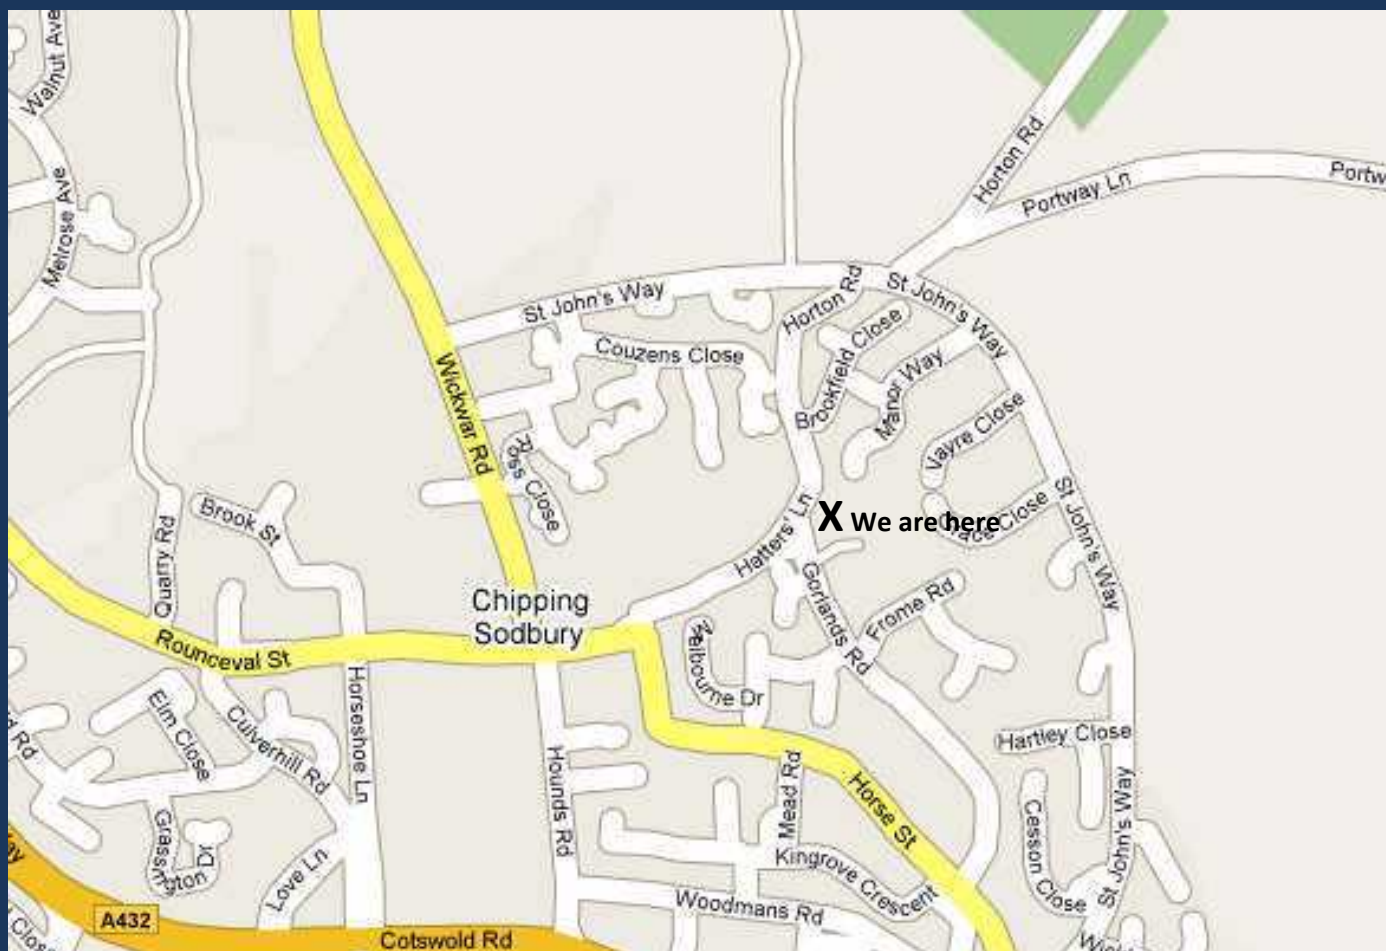 Walnut Ave
Melrose Ave
Horton Rd
Portway Ln
St John's Way
Horton Rd
St John's Way
Couzens Close
Brookfield Close
Manor Way
Wickwar Rd
Vayre Close
Ross Close
Brook St
Quarry Rd
Hatters' Ln
X We are here
Close
St John's Way
Chipping
Sodbury
Gorlands Rd
Frome Rd
Rounceval St
Melbourne Dr
Elm Close
Culverhill Rd
Horseshoe Ln
Hounds Rd
Mead Rd
Horse St
Hartley Close
Cesson Close
St John's Way
Grassington Dr
Love Ln
Kingrove Crescent
Woodmans Rd
A432
Cotswold Rd